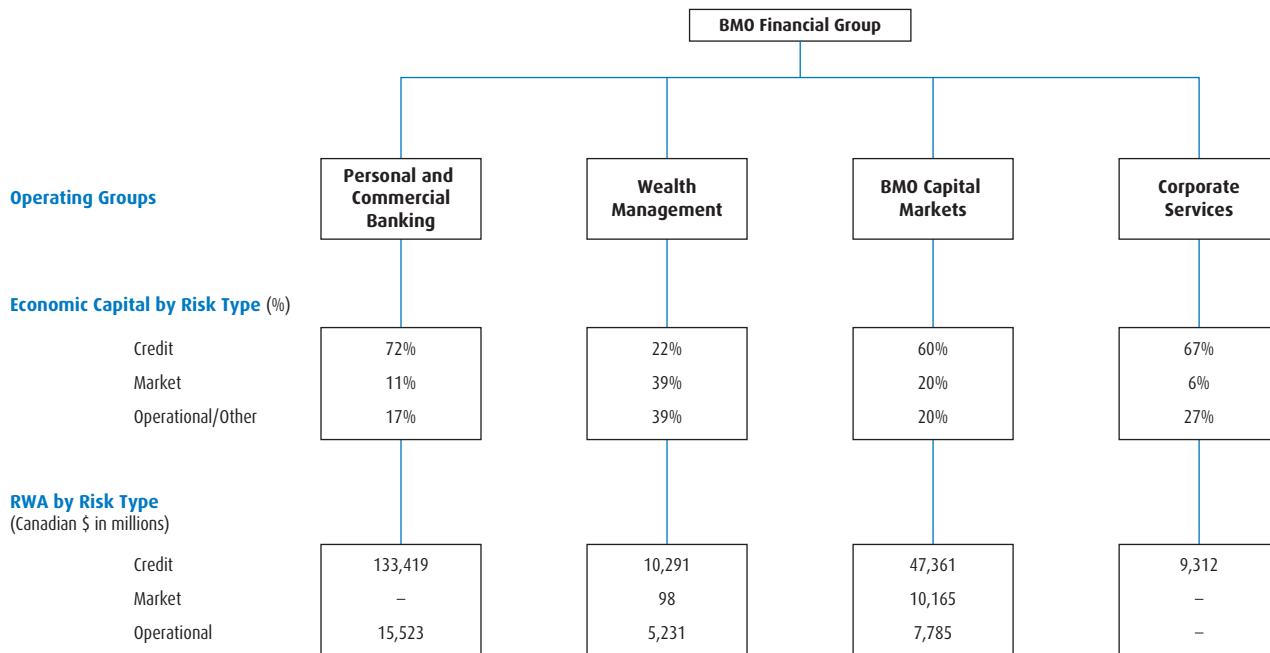 BMO Financial Group
Operating Groups
Personal and
Commercial
Banking
Wealth
Management
BMO Capital
Markets
Corporate
Services
Economic Capital by Risk Type (%)
Credit 72% 22% 60% 67%
Market 11% 39% 20% 6%
Operational/Other 17% 39% 20% 27%
RWA by Risk Type
(Canadian $ in millions)
Credit 133,419 10,291 47,361 9,312
Market – 98 10,165 –
Operational 15,523 5,231 7,785 –